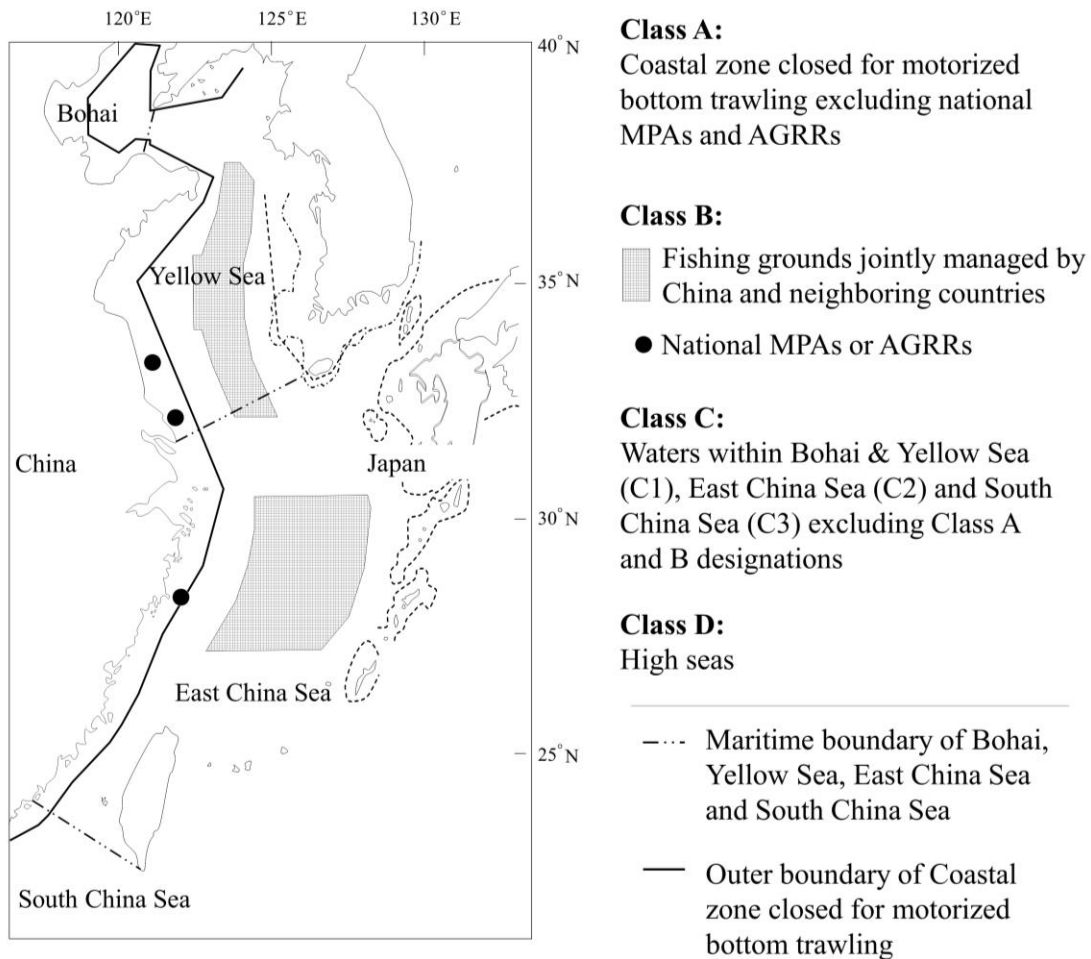 120°E 125°E 130°E
40°N
Bohai
Yellow Sea
35°N
China
Japan
30°N
East China Sea
25°N
South China Sea
Class A:
Coastal zone closed for motorized
bottom trawling excluding national
MPAs and AGRRs
Class B:
Fishing grounds jointly managed by
China and neighboring countries
National MPAs or AGRRs
Class C:
Waters within Bohai & Yellow Sea
(C1), East China Sea (C2) and South
China Sea (C3) excluding Class A
and B designations
Class D:
High seas
Maritime boundary of Bohai,
Yellow Sea, East China Sea
and South China Sea
Outer boundary of Coastal
zone closed for motorized
bottom trawling